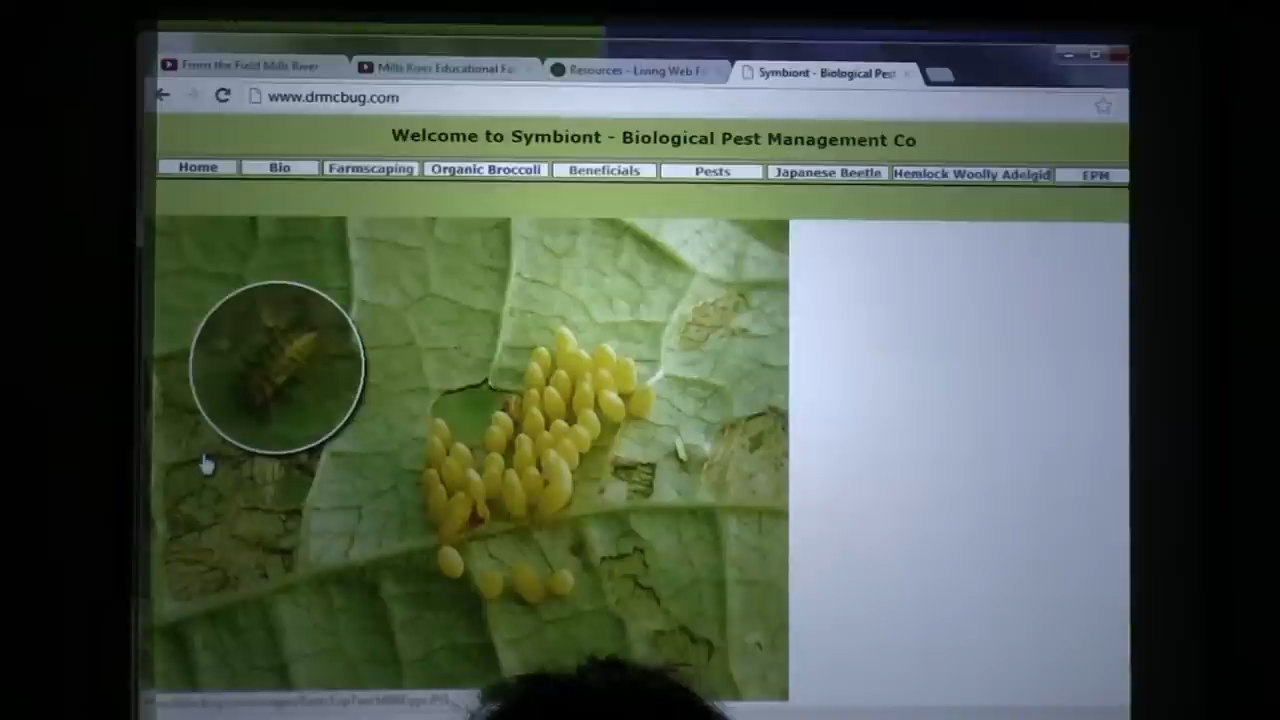 From the Field Mills River
Mills River Educational Fa
Resources - Living Web F
Symbiont - Biological Pest
www.drmcbug.com
Welcome to Symbiont - Biological Pest Management Co
Home
Bio
Farmscaping
Organic Broccoli
Beneficials
Pests
Japanese Beetle
Hemlock Woolly Adelgid
EPM